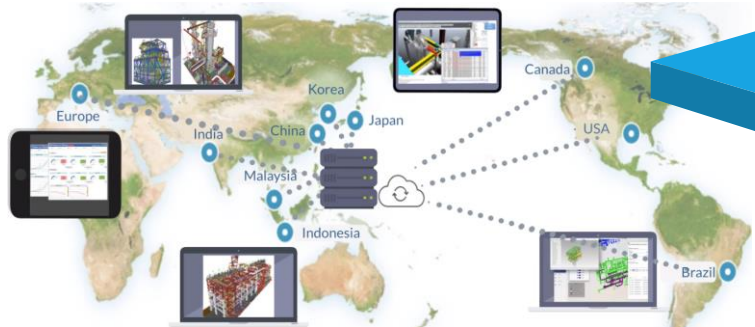 Canada
Korea
Europe
China
Japan
India
USA
Malaysia
Indonesia
Brazil